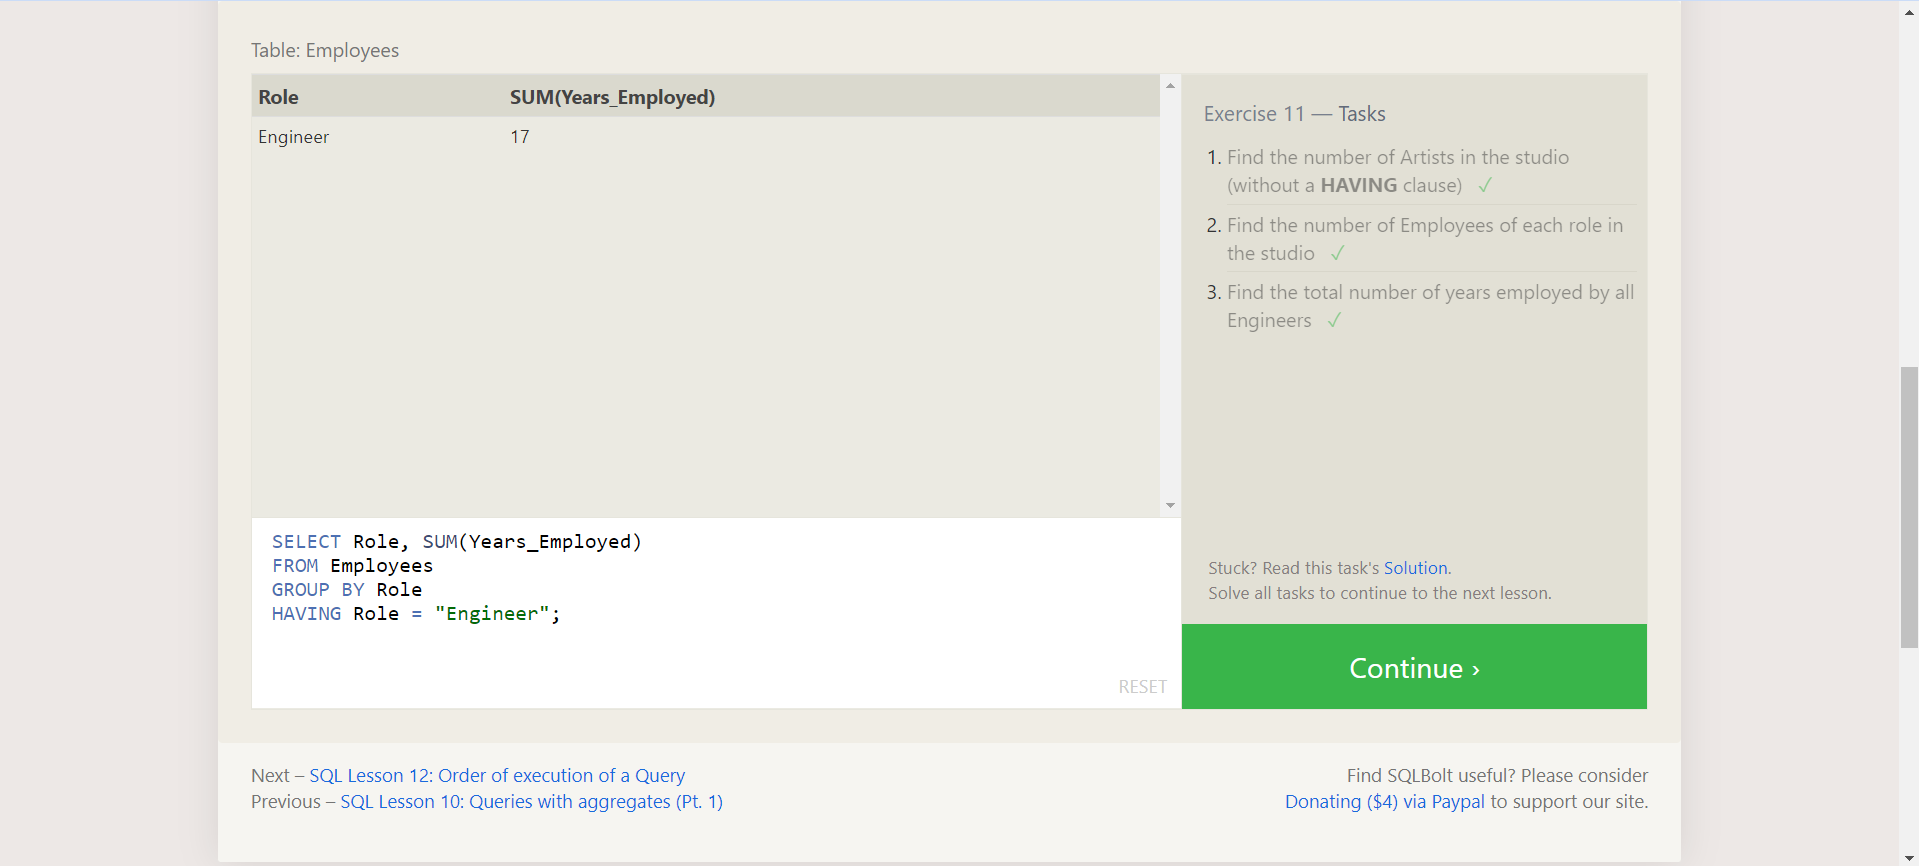 Table: Employees
Role SUM(Years_Employed)
Engineer 17
SELECT Role, SUM(Years_Employed)
FROM Employees
GROUP BY Role
HAVING Role = "Engineer";
RESET
Exercise 11 — Tasks
1. Find the number of Artists in the studio
(without a HAVING clause) ✓
2. Find the number of Employees of each role in
the studio ✓
3. Find the total number of years employed by all
Engineers ✓
Stuck? Read this task's Solution.
Solve all tasks to continue to the next lesson.
Continue ›
Next – SQL Lesson 12: Order of execution of a Query
Previous – SQL Lesson 10: Queries with aggregates (Pt. 1)
Find SQLBolt useful? Please consider
Donating ($4) via Paypal to support our site.